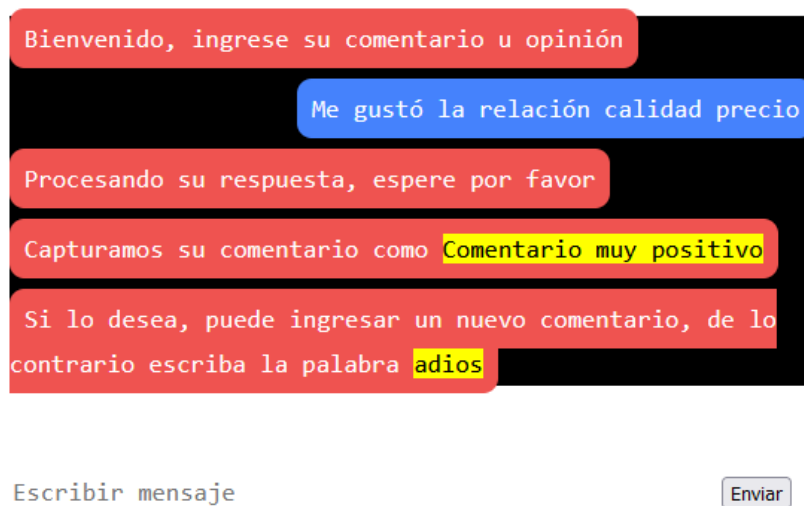 Bienvenido, ingrese su comentario u opinión
Me gustó la relación calidad precio
Procesando su respuesta, espere por favor
Capturamos su comentario como Comentario muy positivo
Si lo desea, puede ingresar un nuevo comentario, de lo
contrario escriba la palabra adios
Escribir mensaje
Enviar